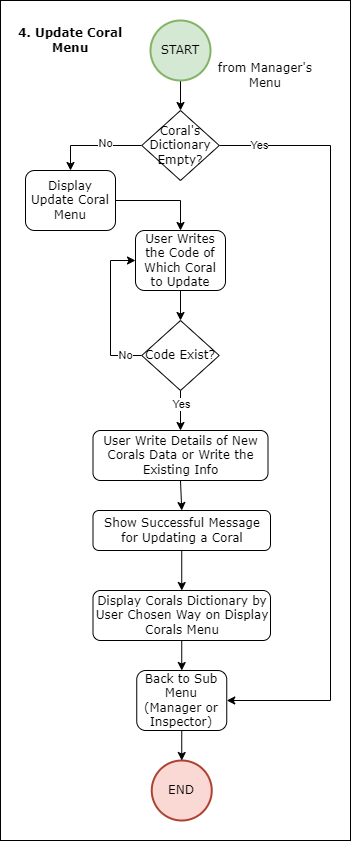 4. Update Coral
Menu
START
from Manager's
Menu
Coral's
Dictionary
Empty?
No
Yes
Display
Update Coral
Menu
User Writes
the Code of
Which Coral
to Update
Code Exist?
No
Yes
User Write Details of New
Corals Data or Write the
Existing Info
Show Successful Message
for Updating a Coral
Display Corals Dictionary by
User Chosen Way on Display
Corals Menu
Back to Sub
Menu
(Manager or
Inspector)
END